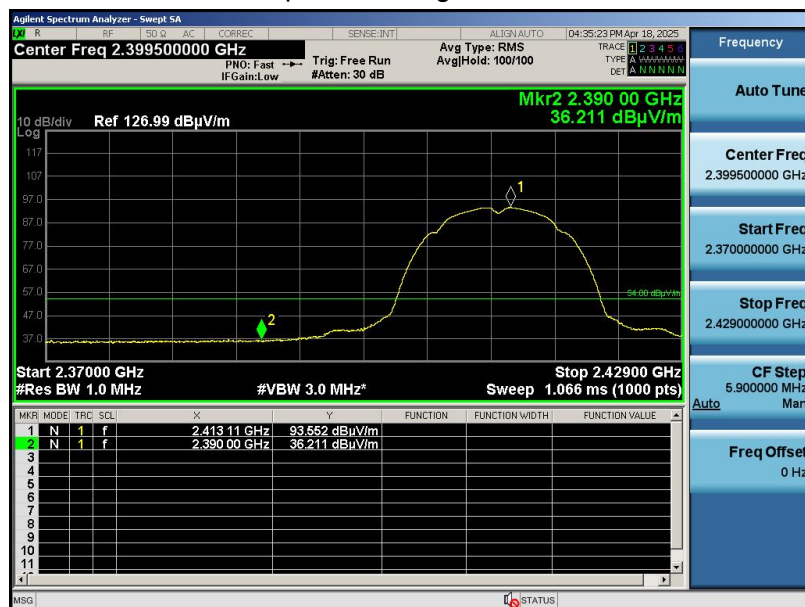 Agilent Spectrum Analyzer - Swept SA
LXI R RF 50 Ω AC CORREC SENSE:INT ALIGN AUTO 04:35:23 PM Apr 18, 2025
Center Freq 2.399500000 GHz
PNO: Fast
IFGain:Low
Trig: Free Run
#Atten: 30 dB
Avg Type: RMS
Avg|Hold: 100/100
TRACE 1 2 3 4 5 6
TYPE A WWWWW
DET A N N N N N
Mkr2 2.390 00 GHz
36.211 dBµV/m
10 dB/div Ref 126.99 dBµV/m
Log
117
107
97.0
87.0
77.0
67.0
57.0
47.0
37.0
1
2
54.00 dBµV/m
Start 2.37000 GHz Stop 2.42900 GHz
#Res BW 1.0 MHz #VBW 3.0 MHz* Sweep 1.066 ms (1000 pts)
MKR MODE TRC SCL X Y FUNCTION FUNCTION WIDTH FUNCTION VALUE
1 N 1 f 2.413 11 GHz 93.552 dBµV/m
2 N 1 f 2.390 00 GHz 36.211 dBµV/m
3
4
5
6
7
8
9
10
11
MSG STATUS
Frequency
Auto Tune
Center Freq
2.399500000 GHz
Start Freq
2.370000000 GHz
Stop Freq
2.429000000 GHz
CF Step
5.900000 MHz
Auto Man
Freq Offset
0 Hz